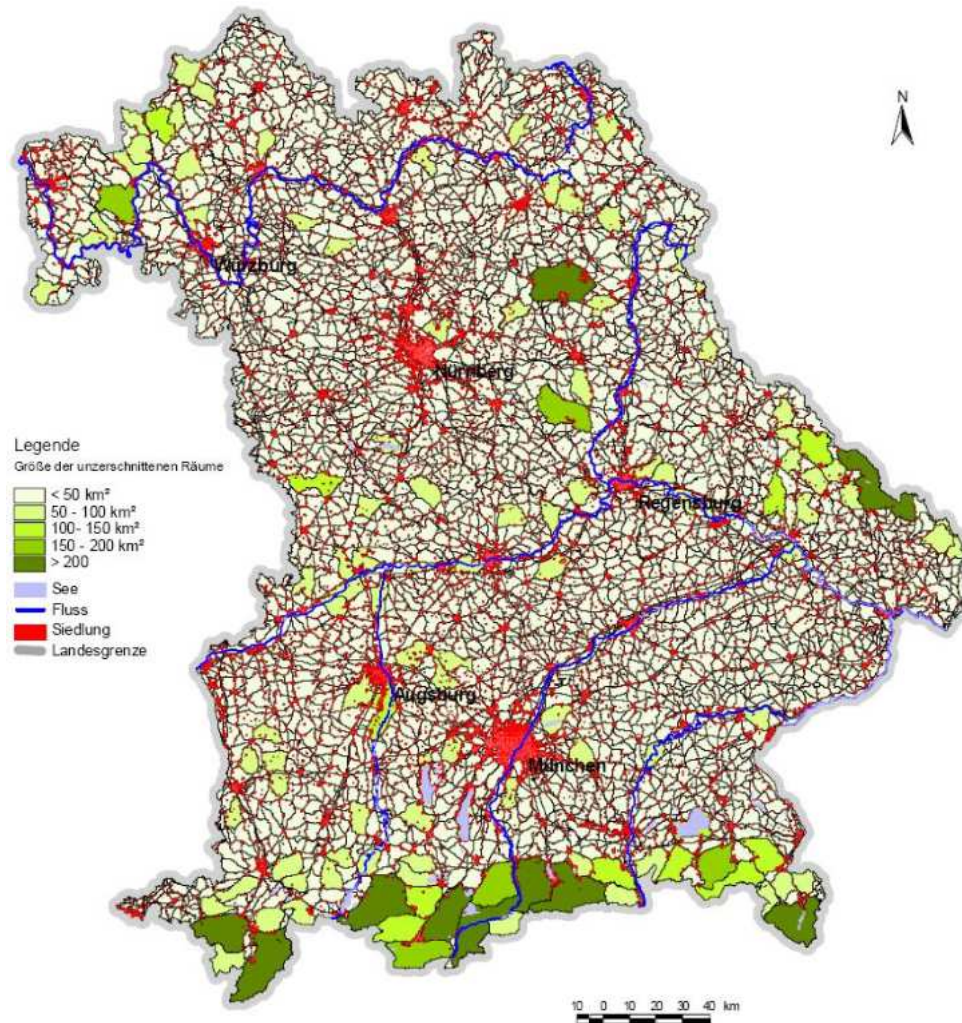 N
Würzburg
Nürnberg
Regensburg
Augsburg
München
Legende
Größe der unzerschnittenen Räume
< 50 km²
50 - 100 km²
100- 150 km²
150 - 200 km²
> 200
See
Fluss
Siedlung
Landesgrenze
10 0 10 20 30 40 km